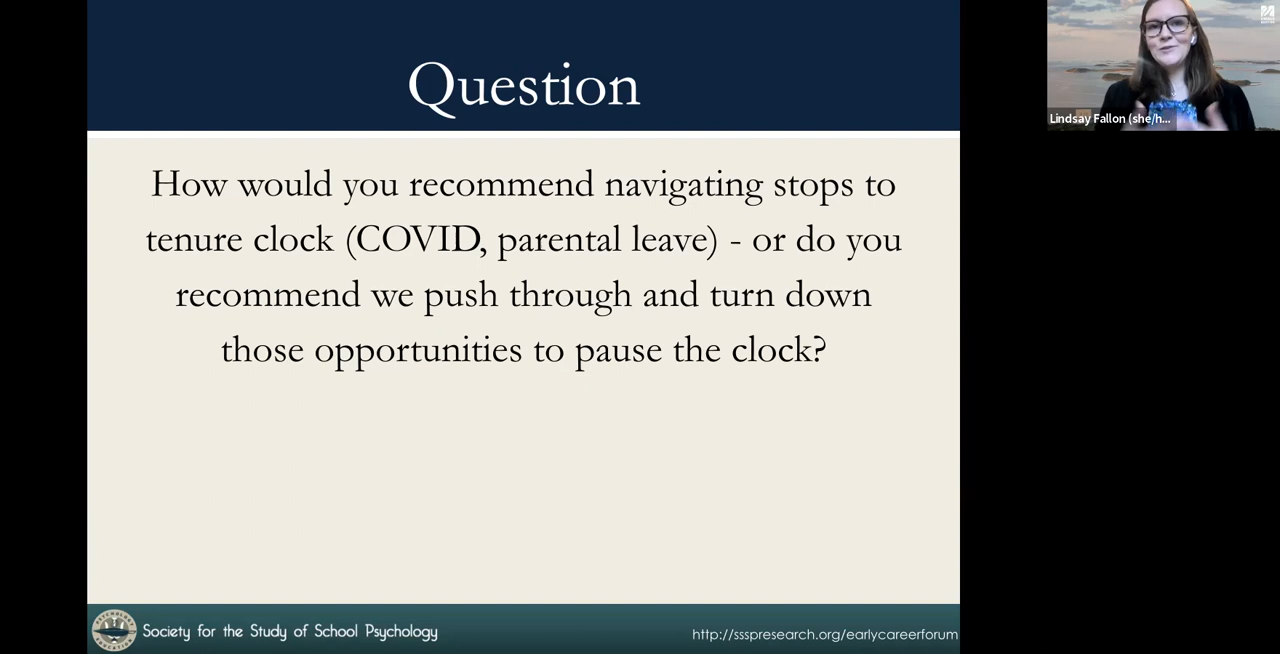 Question
How would you recommend navigating stops to
tenure clock (COVID, parental leave) - or do you
recommend we push through and turn down
those opportunities to pause the clock?
Society for the Study of School Psychology
http://ssspresearch.org/earlycareerforum
Lindsay Fallon (she/h...